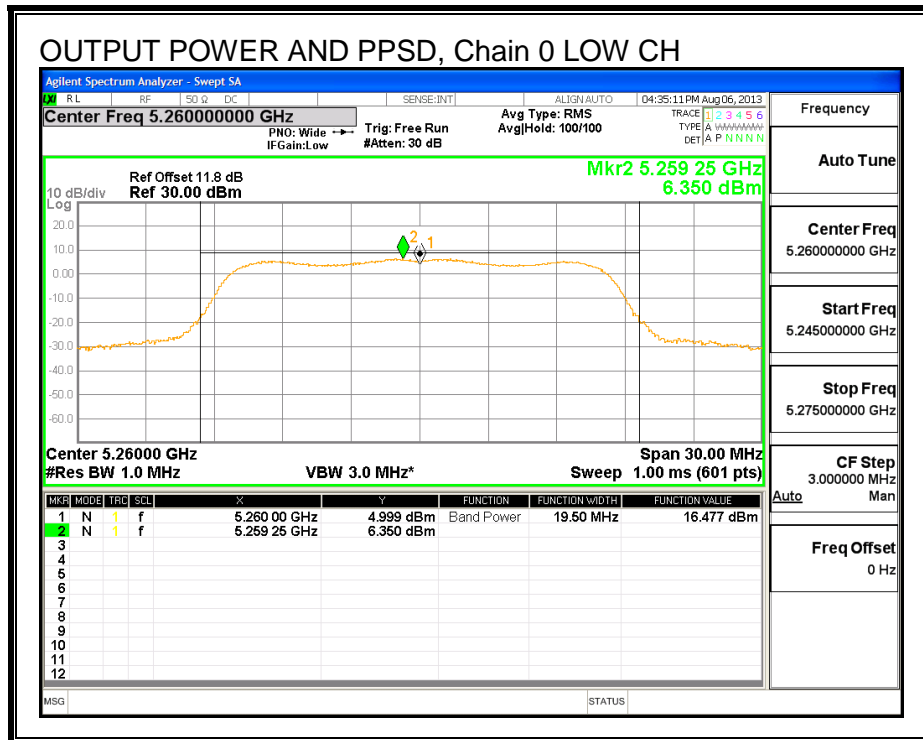 OUTPUT POWER AND PPSD, Chain 0 LOW CH
Agilent Spectrum Analyzer - Swept SA
LXI RL RF 50 Ω DC SENSE:INT ALIGN AUTO 04:35:11 PM Aug 06, 2013
Center Freq 5.260000000 GHz
PNO: Wide
IFGain:Low
Trig: Free Run
#Atten: 30 dB
Avg Type: RMS
Avg|Hold: 100/100
TRACE 1 2 3 4 5 6
TYPE A WWWWW
DET A P N N N N
Mkr2 5.259 25 GHz
6.350 dBm
Ref Offset 11.8 dB
10 dB/div Ref 30.00 dBm
Log
20.0
10.0
0.00
-10.0
-20.0
-30.0
-40.0
-50.0
-60.0
2
1
Center 5.26000 GHz Span 30.00 MHz
#Res BW 1.0 MHz VBW 3.0 MHz* Sweep 1.00 ms (601 pts)
MKR MODE TRC SCL X Y FUNCTION FUNCTION WIDTH FUNCTION VALUE
1 N 1 f 5.260 00 GHz 4.999 dBm Band Power 19.50 MHz 16.477 dBm
2 N 1 f 5.259 25 GHz 6.350 dBm
3
4
5
6
7
8
9
10
11
12
MSG STATUS
Frequency
Auto Tune
Center Freq
5.260000000 GHz
Start Freq
5.245000000 GHz
Stop Freq
5.275000000 GHz
CF Step
3.000000 MHz
Auto Man
Freq Offset
0 Hz